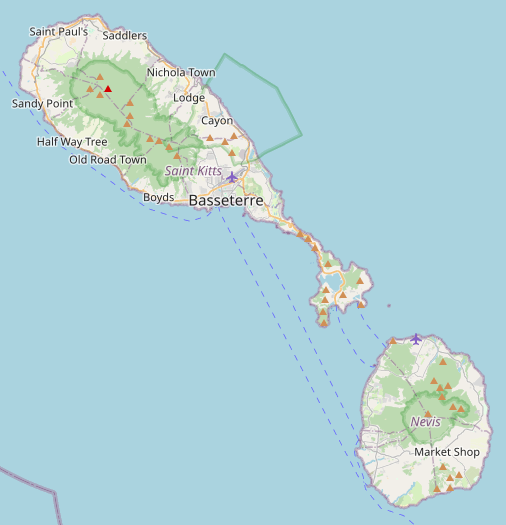 Saint Paul's
Saddlers
Nichola Town
Lodge
Sandy Point
Cayon
Half Way Tree
Old Road Town
Saint Kitts
Boyds
Basseterre
Nevis
Market Shop